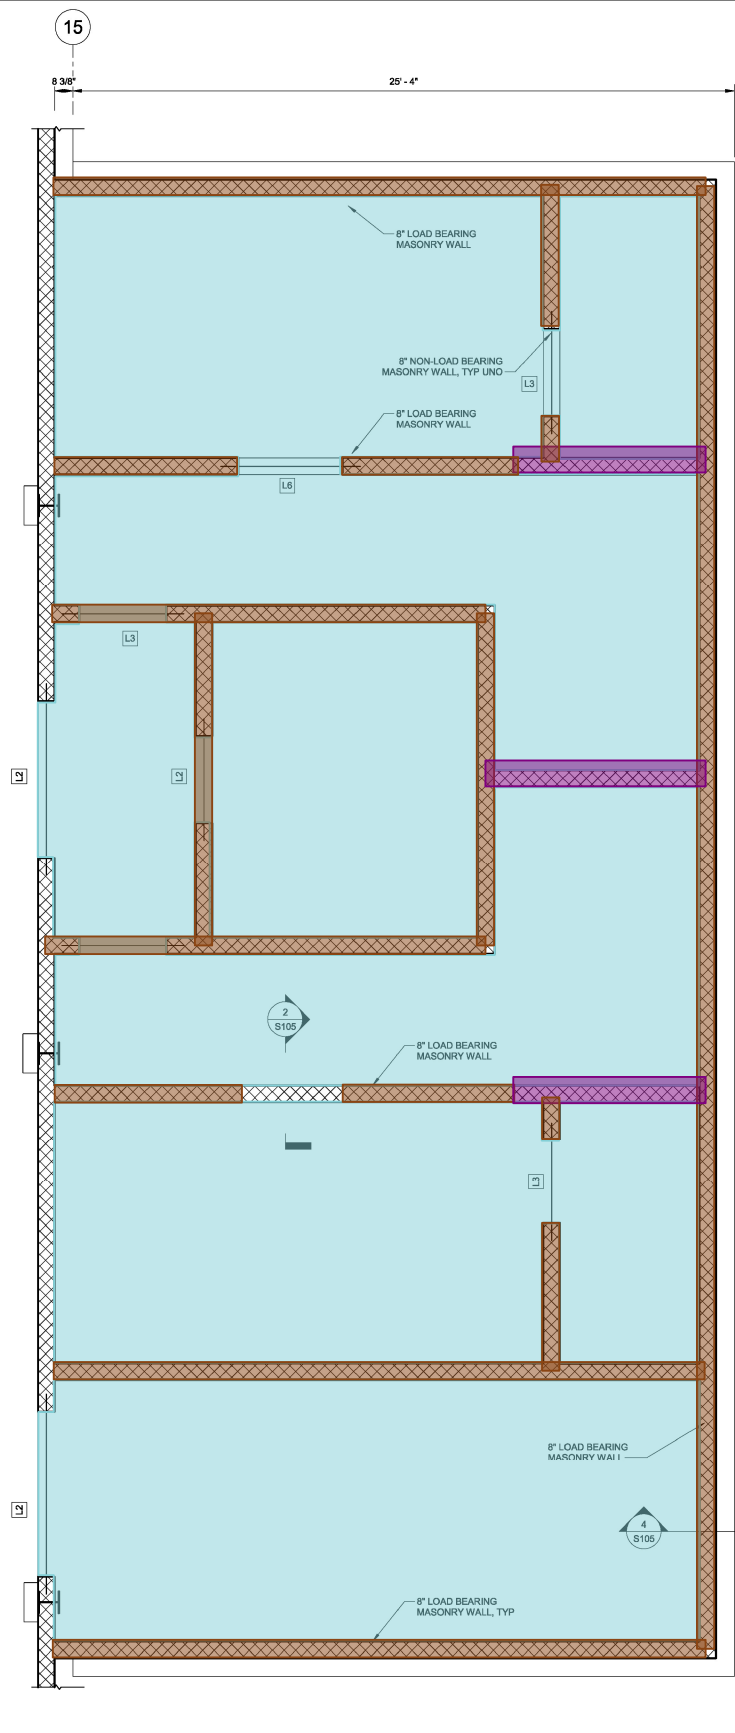 15
8 3/8"
25' - 4"
8" LOAD BEARING
MASONRY WALL
8" NON-LOAD BEARING
MASONRY WALL, TYP UNO
L3
8" LOAD BEARING
MASONRY WALL
L6
L3
L2
L2
2
S105
8" LOAD BEARING
MASONRY WALL
L3
8" LOAD BEARING
MASONRY WALL
L2
4
S105
8" LOAD BEARING
MASONRY WALL, TYP